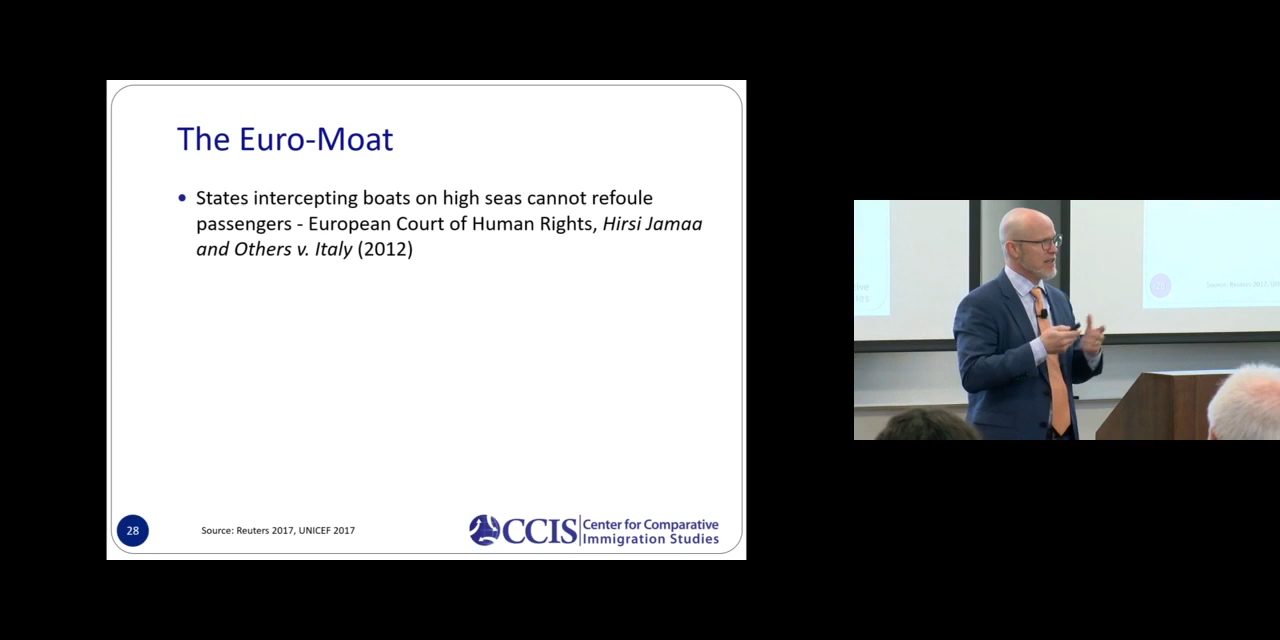 The Euro-Moat
• States intercepting boats on high seas cannot refoule
passengers - European Court of Human Rights, Hirsi Jamaa
and Others v. Italy (2012)
28
Source: Reuters 2017, UNICEF 2017
CCIS
Center for Comparative
Immigration Studies